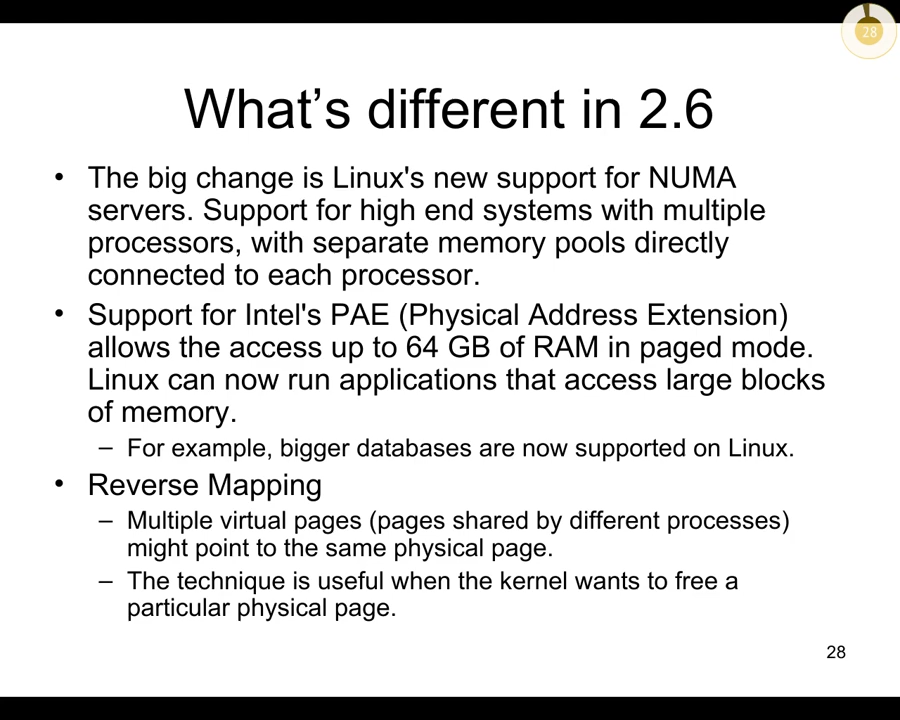 28
What's different in 2.6
• The big change is Linux's new support for NUMA
servers. Support for high end systems with multiple
processors, with separate memory pools directly
connected to each processor.
• Support for Intel's PAE (Physical Address Extension)
allows the access up to 64 GB of RAM in paged mode.
Linux can now run applications that access large blocks
of memory.
– For example, bigger databases are now supported on Linux.
• Reverse Mapping
– Multiple virtual pages (pages shared by different processes)
might point to the same physical page.
– The technique is useful when the kernel wants to free a
particular physical page.
28